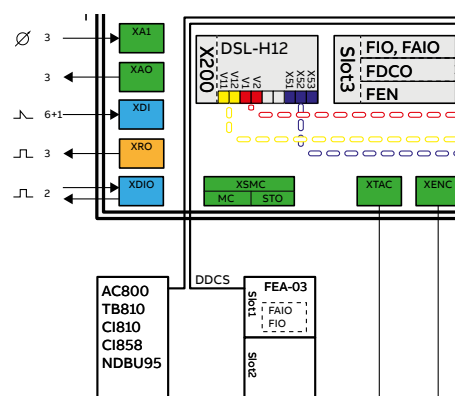 3 XA1
3 XAO
6+1 XDI
3 XRO
2 XDIO
X200
DSL-H12
V11 V12 V1 V2 X51 X52 X53
Slot3
FIO, FAIO
FDCO
FEN
XSMC
MC STO
XTAC
XENC
DDCS
AC800
TB810
CI810
CI858
NDBU95
FEA-03
Slot1
FAIO
FIO
Slot2